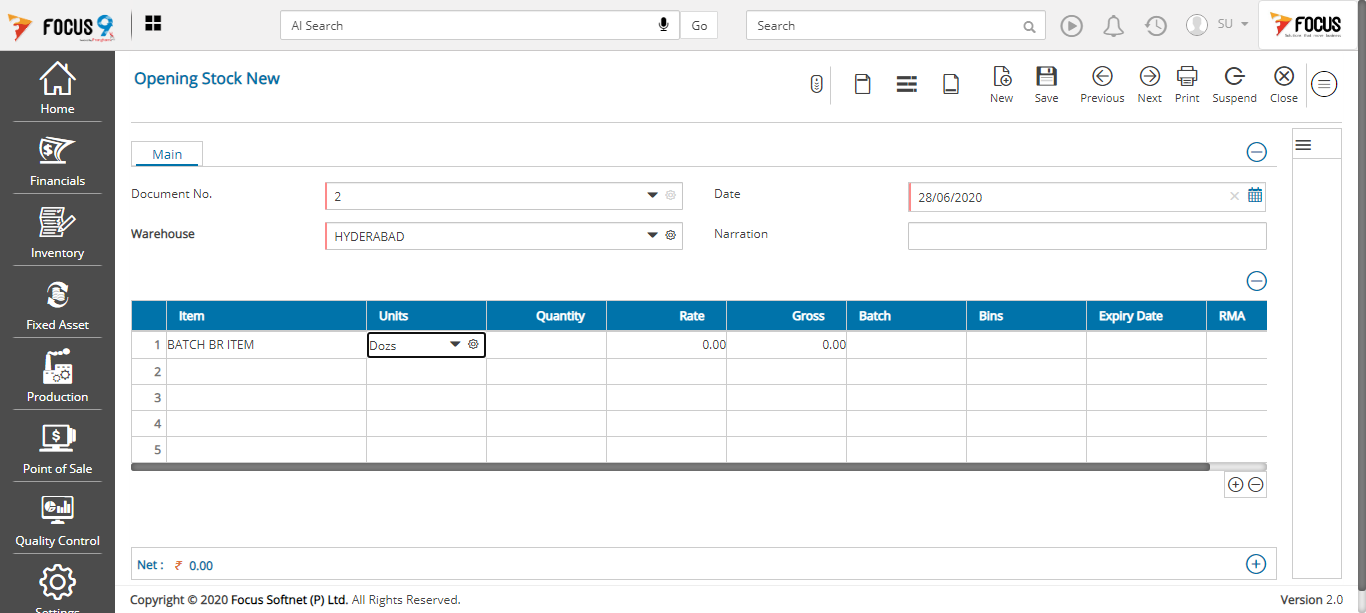 FOCUS 9
AI Search
Go
Search
SU
FOCUS
Home
Financials
Inventory
Fixed Asset
Production
Point of Sale
Quality Control
Settings
Opening Stock New
New Save Previous Next Print Suspend Close
Main
Document No. 2 Date 28/06/2020
Warehouse HYDERABAD Narration
Item Units Quantity Rate Gross Batch Bins Expiry Date RMA
1 BATCH BR ITEM Dozs 0.00 0.00
2
3
4
5
Net : ₹ 0.00
Copyright © 2020 Focus Softnet (P) Ltd. All Rights Reserved. Version 2.0